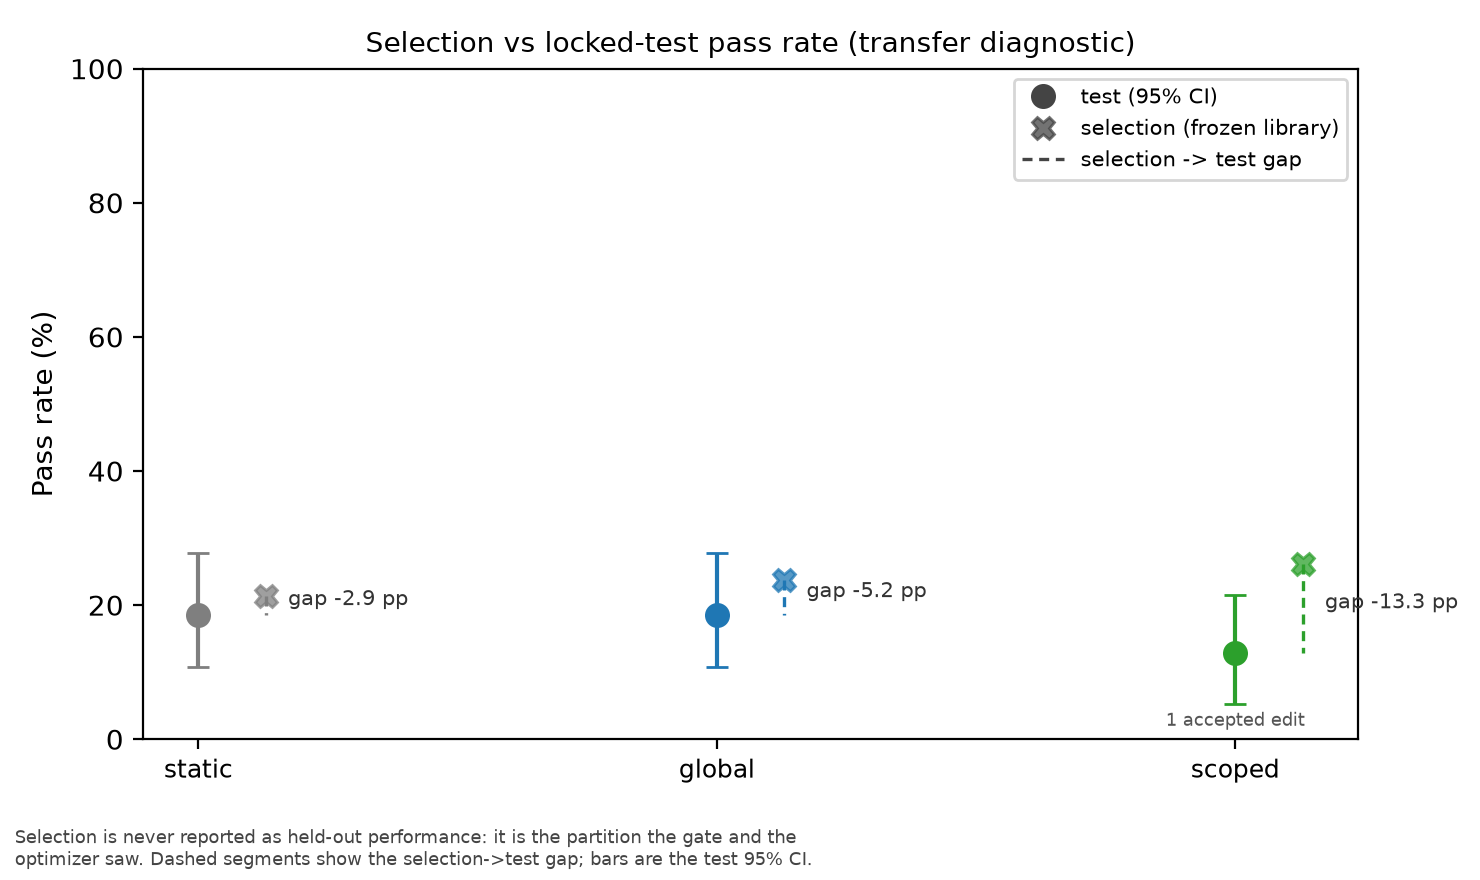 Selection vs locked-test pass rate (transfer diagnostic)
100
80
60
40
20
0
Pass rate (%)
test (95% CI)
selection (frozen library)
selection -> test gap
gap -2.9 pp
gap -5.2 pp
gap -13.3 pp
1 accepted edit
static
global
scoped
Selection is never reported as held-out performance: it is the partition the gate and the
optimizer saw. Dashed segments show the selection->test gap; bars are the test 95% CI.